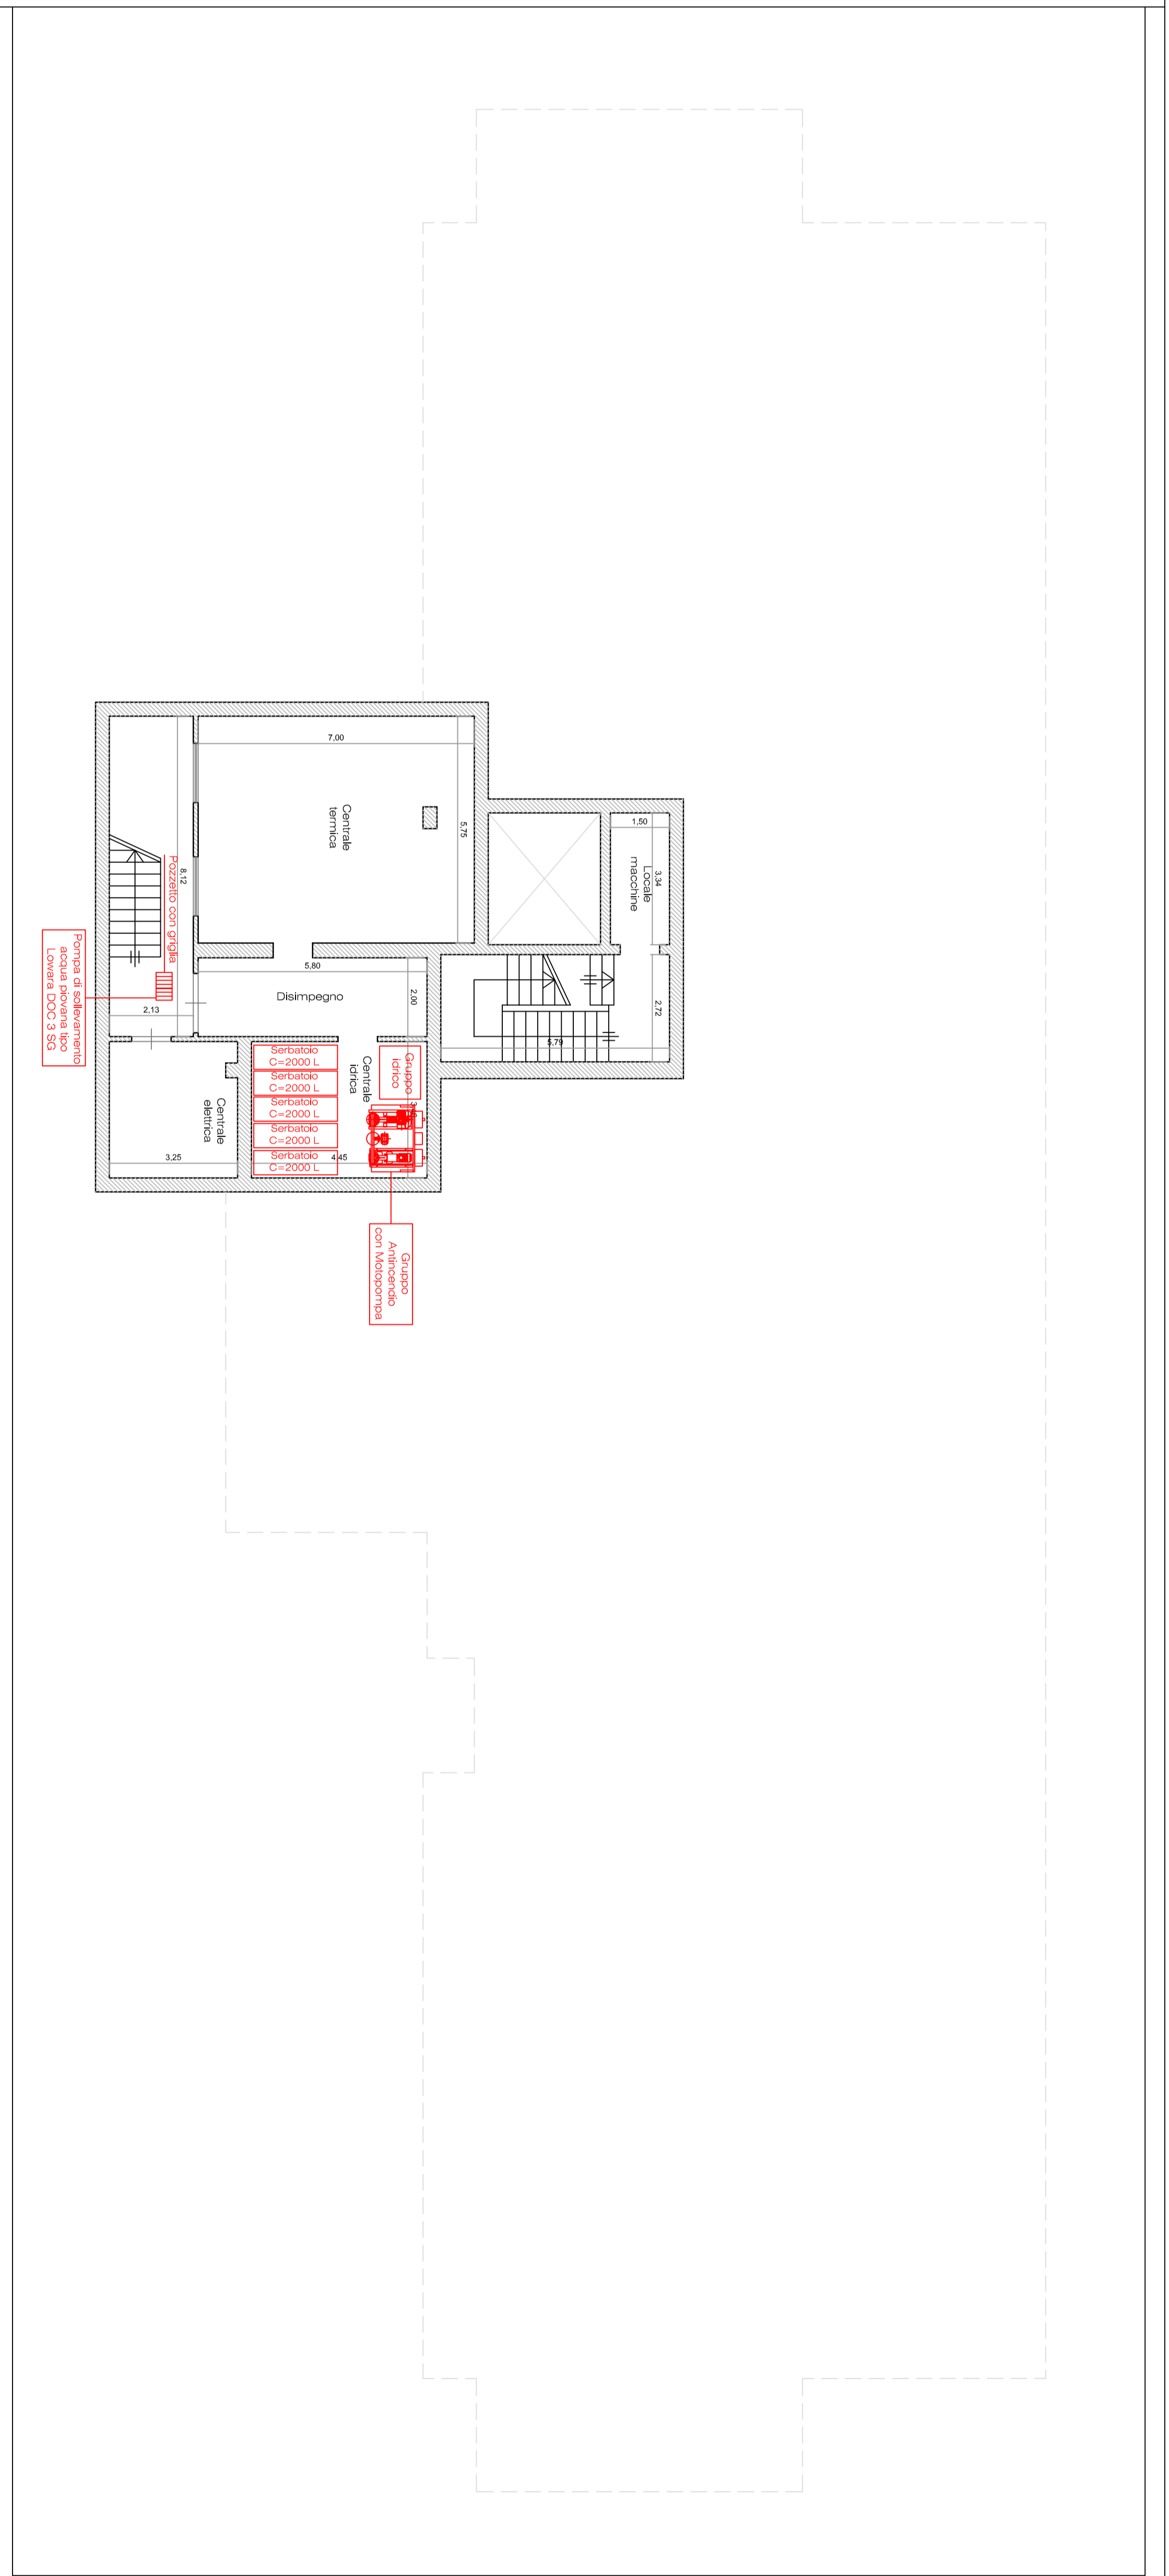 7,00
5,75
Centrale
termica
1,50
3,34
Locale
macchine
2,72
5,79
8,12
Pozzetto con griglia
Pompa di sollevamento
acqua piovana tipo
Lowara DOC 3 SG
2,13
5,80
2,00
Disimpegno
Centrale
idrica
Gruppo
idrico
Serbatoio
C=2000 L
Serbatoio
C=2000 L
Serbatoio
C=2000 L
Serbatoio
C=2000 L
Serbatoio
C=2000 L
4,45
Centrale
elettrica
3,25
Gruppo
Antincendio
con Motopompa